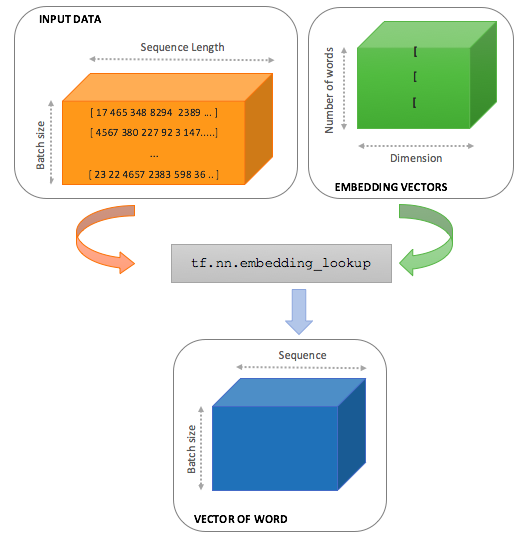 INPUT DATA
Sequence Length
Batch size
[ 17 465 348 8294  2389 ... ]
[ 4567 380 227 92 3 147.....]
...
[ 23 22 4657 2383 598 36 .. ]
Number of words
[
[
[
Dimension
EMBEDDING VECTORS
tf.nn.embedding_lookup
Sequence
Batch size
VECTOR OF WORD